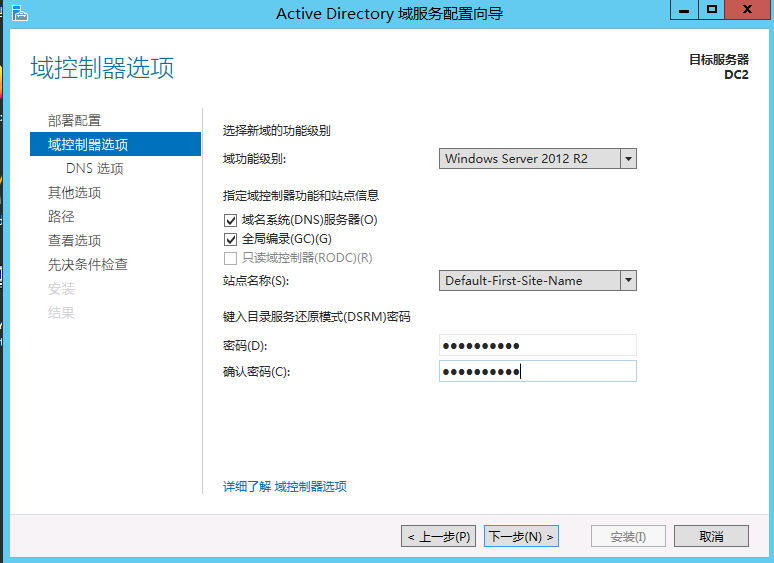 Active Directory 域服务配置向导
域控制器选项
目标服务器
DC2
部署配置
域控制器选项
DNS 选项
其他选项
路径
查看选项
先决条件检查
安装
结果
选择新域的功能级别
域功能级别: Windows Server 2012 R2
指定域控制器功能和站点信息
域名系统(DNS)服务器(O)
全局编录(GC)(G)
只读域控制器(RODC)(R)
站点名称(S): Default-First-Site-Name
键入目录服务还原模式(DSRM)密码
密码(D): ●●●●●●●●●●
确认密码(C): ●●●●●●●●●●
详细了解 域控制器选项
< 上一步(P) 下一步(N) > 安装(I) 取消